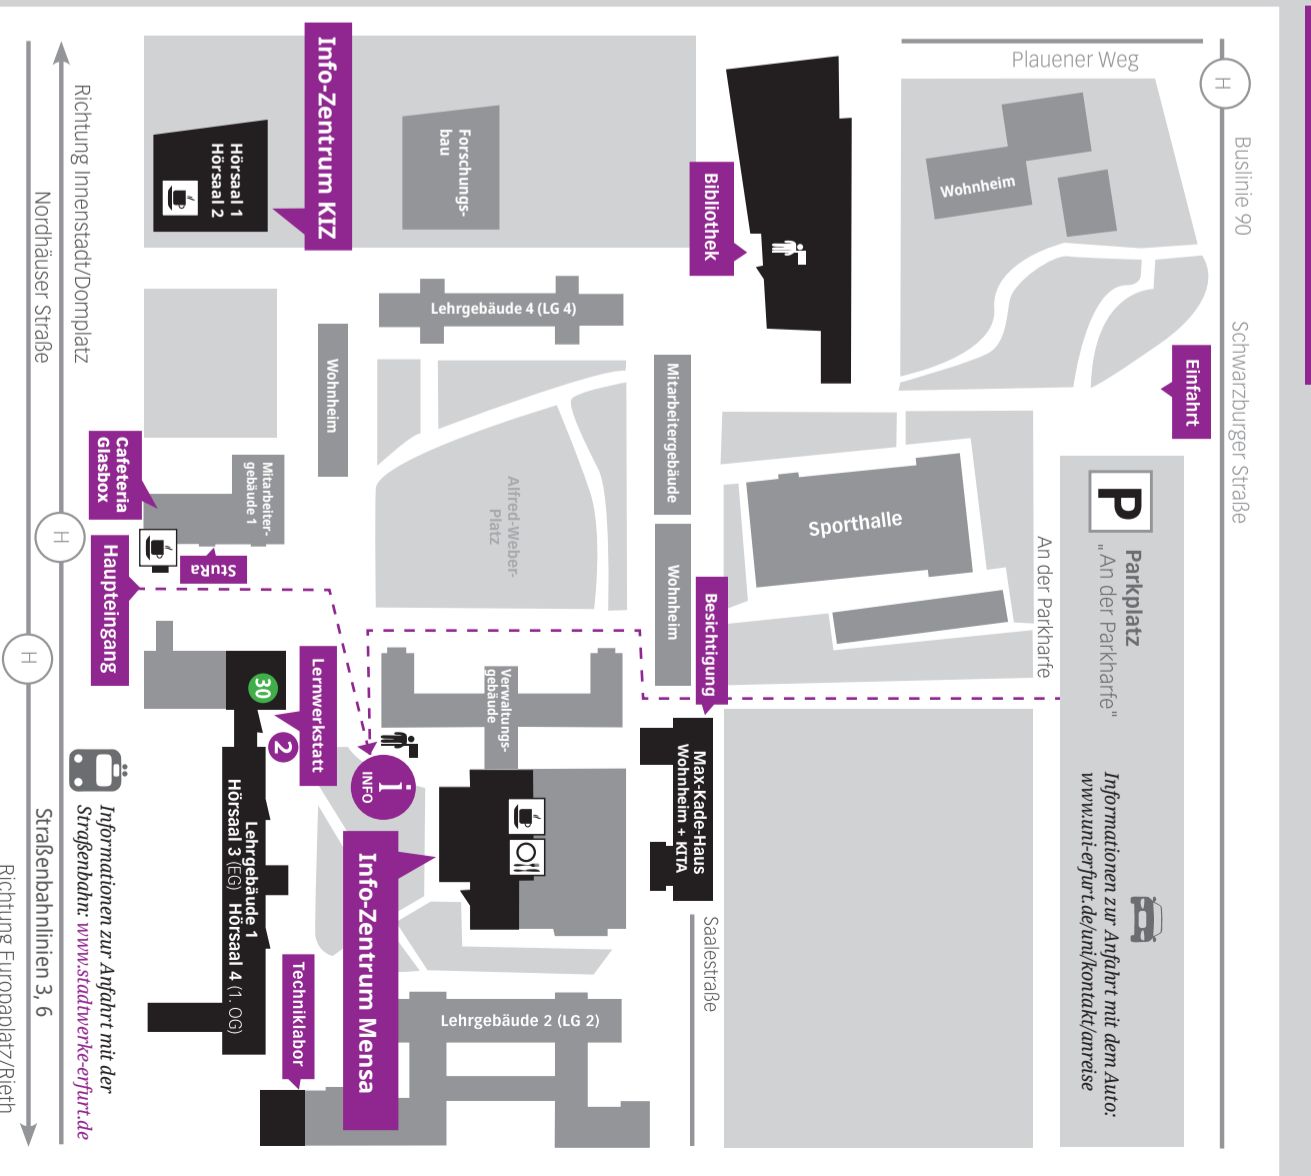 Plauener Weg
H
Buslinie 90
Schwarzburger Straße
Einfahrt
Wohnheim
Bibliothek
Info-Zentrum KIZ
Hörsaal 1
Hörsaal 2
Forschungs-
bau
Richtung Innenstadt/Domplatz
Nordhäuser Straße
Lehrgebäude 4 (LG 4)
Wohnheim
Mitarbeitergebäude
Wohnheim
Alfred-Weber-
Platz
Sporthalle
An der Parkharfe
P
Parkplatz
„An der Parkharfe"
Informationen zur Anfahrt mit dem Auto:
www.uni-erfurt.de/uni/kontakt/anreise
Cafeteria
Glasbox
Mitarbeiter-
gebäude 1
StuRa
H
Haupteingang
H
Besichtigung
Verwaltungs-
gebäude
30
Lernwerkstatt
2
i
INFO
Max-Kade-Haus
Wohnheim + KITA
Saalestraße
Lehrgebäude 1
Hörsaal 3 (EG) Hörsaal 4 (1. OG)
Info-Zentrum Mensa
Techniklabor
Lehrgebäude 2 (LG 2)
Informationen zur Anfahrt mit der
Straßenbahn: www.stadtwerke-erfurt.de
Straßenbahnlinien 3, 6
Richtung Europaplatz/Rieth